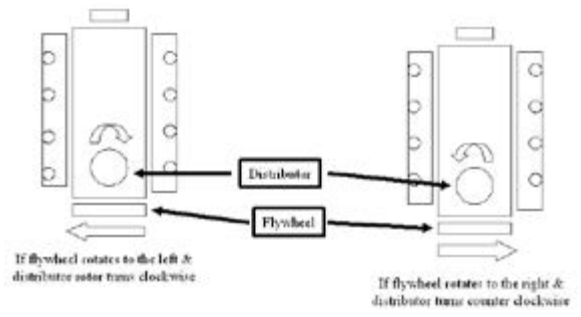 Distributor
Flywheel
If flywheel rotates to the left &
distributor rotor turns clockwise
If flywheel rotates to the right &
distributor turns counter clockwise